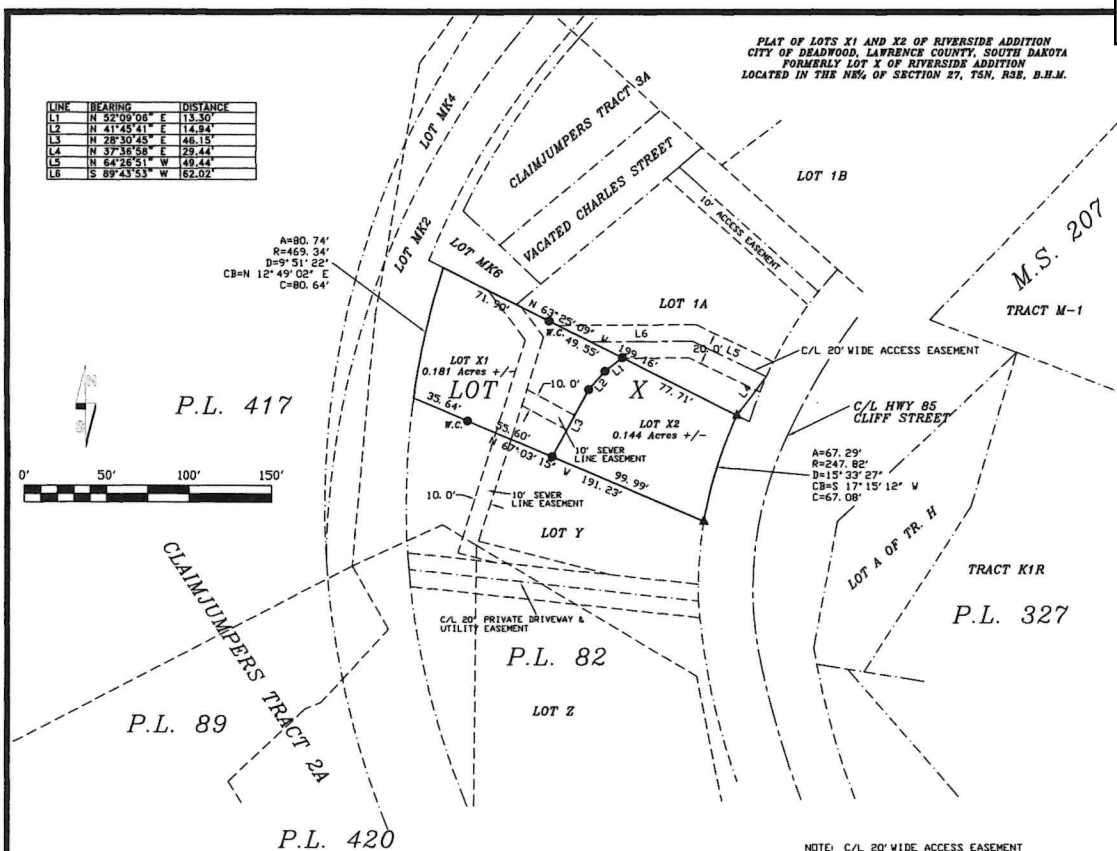 PLAT OF LOTS X1 AND X2 OF RIVERSIDE ADDITION
CITY OF DEADWOOD, LAWRENCE COUNTY, SOUTH DAKOTA
FORMERLY LOT X OF RIVERSIDE ADDITION
LOCATED IN THE NE¼ OF SECTION 27, T5N, R3E, B.H.M.
LINE BEARING DISTANCE
L1 N 52°09'06" E 13.30'
L2 N 41°45'41" E 14.94'
L3 N 28°30'45" E 46.15'
L4 N 37°36'58" E 29.44'
L5 N 64°26'51" W 49.44'
L6 S 89°43'53" W 62.02'
LOT MK4
CLAIMJUMPERS TRACT 3A
VACATED CHARLES STREET
LOT 1B
10' ACCESS EASEMENT
M.S. 207
TRACT M-1
LOT MK2
LOT MK6
A=80.74'
R=469.34'
D=9°51'22"
CB=N 12°49'02" E
C=80.64'
LOT 1A
71.90'
N 63°25'09" W
W.C.
49.55'
199.16'
L6
20.0'
L5
C/L 20' WIDE ACCESS EASEMENT
L1
L2
L3
L4
77.71'
LOT X1
0.181 Acres +/-
LOT X
10.0'
LOT X2
0.144 Acres +/-
C/L HWY 85
CLIFF STREET
P.L. 417
35.64'
W.C.
55.60'
N 67°03'15" W
191.23'
99.99'
10' SEWER
LINE EASEMENT
A=67.29'
R=247.82'
D=15°33'27"
CB=S 17°15'12" W
C=67.08'
0' 50' 100' 150'
10.0'
10' SEWER
LINE EASEMENT
LOT Y
LOT A OF TR. H
TRACT K1R
P.L. 327
CLAIMJUMPERS TRACT 2A
C/L 20' PRIVATE DRIVEWAY &
UTILITY EASEMENT
P.L. 82
P.L. 89
LOT Z
P.L. 420
NOTE: C/L 20' WIDE ACCESS EASEMENT